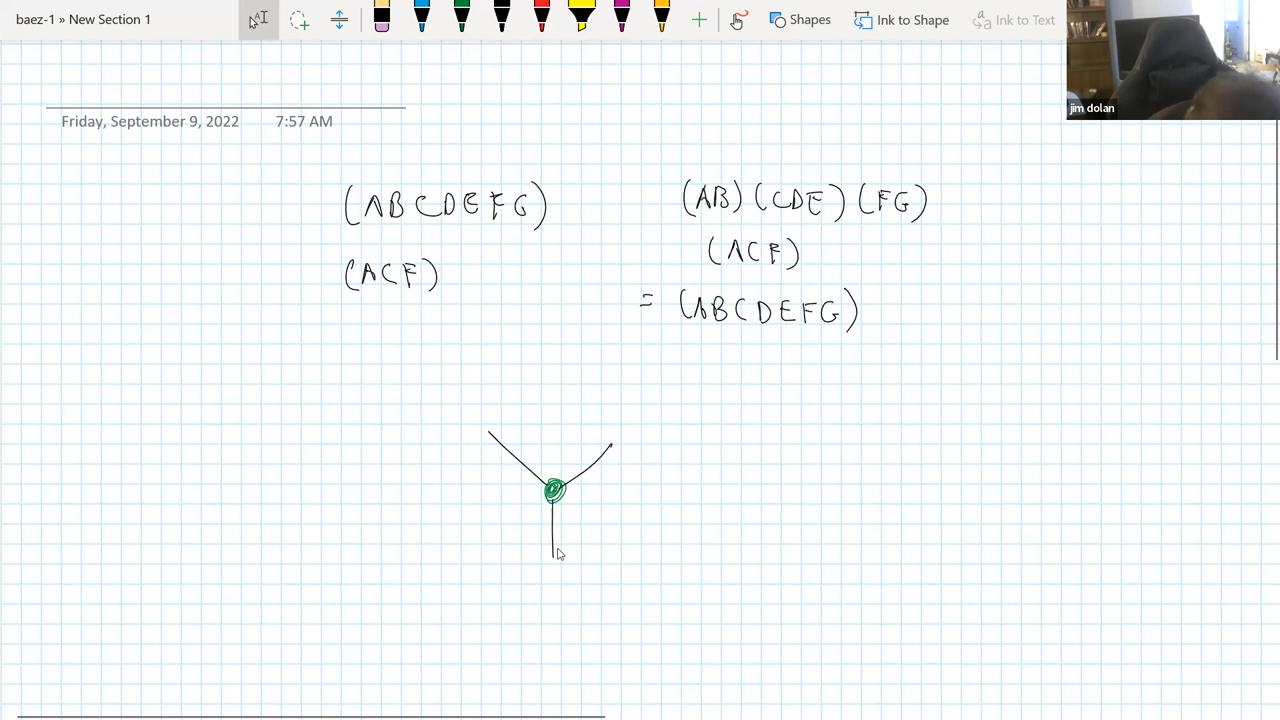 baez-1 » New Section 1
Shapes
Ink to Shape
Ink to Text
jim dolan
Friday, September 9, 2022 7:57 AM
(ABCDEFG)
(ACF)
(AB)(CDE)(FG)
(ACF)
= (ABCDEFG)